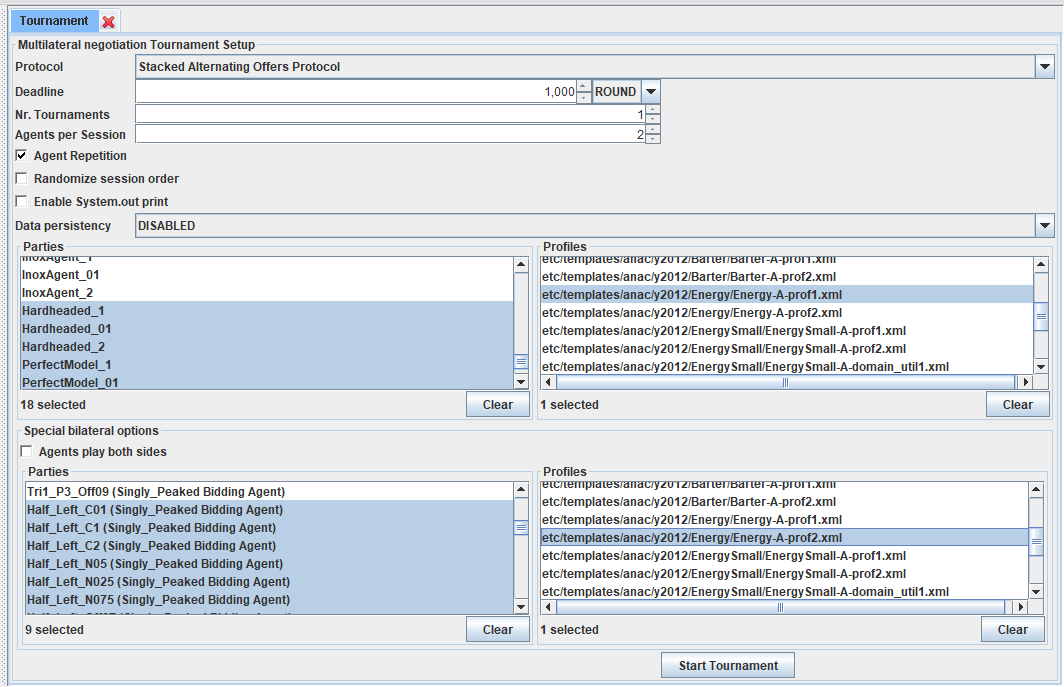 Tournament
Multilateral negotiation Tournament Setup
Protocol Stacked Alternating Offers Protocol
Deadline 1,000 ROUND
Nr. Tournaments 1
Agents per Session 2
Agent Repetition
Randomize session order
Enable System.out print
Data persistency DISABLED
Parties
InoxAgent_1
InoxAgent_01
InoxAgent_2
Hardheaded_1
Hardheaded_01
Hardheaded_2
PerfectModel_1
PerfectModel_01
18 selected Clear
Profiles
etc/templates/anac/y2012/Barter/Barter-A-prof1.xml
etc/templates/anac/y2012/Barter/Barter-A-prof2.xml
etc/templates/anac/y2012/Energy/Energy-A-prof1.xml
etc/templates/anac/y2012/Energy/Energy-A-prof2.xml
etc/templates/anac/y2012/EnergySmall/EnergySmall-A-prof1.xml
etc/templates/anac/y2012/EnergySmall/EnergySmall-A-prof2.xml
etc/templates/anac/y2012/EnergySmall/EnergySmall-A-domain_util1.xml
1 selected Clear
Special bilateral options
Agents play both sides
Parties
Tri1_P3_Off09 (Singly_Peaked Bidding Agent)
Half_Left_C01 (Singly_Peaked Bidding Agent)
Half_Left_C1 (Singly_Peaked Bidding Agent)
Half_Left_C2 (Singly_Peaked Bidding Agent)
Half_Left_N05 (Singly_Peaked Bidding Agent)
Half_Left_N025 (Singly_Peaked Bidding Agent)
Half_Left_N075 (Singly_Peaked Bidding Agent)
9 selected Clear
Profiles
etc/templates/anac/y2012/Barter/Barter-A-prof1.xml
etc/templates/anac/y2012/Barter/Barter-A-prof2.xml
etc/templates/anac/y2012/Energy/Energy-A-prof1.xml
etc/templates/anac/y2012/Energy/Energy-A-prof2.xml
etc/templates/anac/y2012/EnergySmall/EnergySmall-A-prof1.xml
etc/templates/anac/y2012/EnergySmall/EnergySmall-A-prof2.xml
etc/templates/anac/y2012/EnergySmall/EnergySmall-A-domain_util1.xml
1 selected Clear
Start Tournament